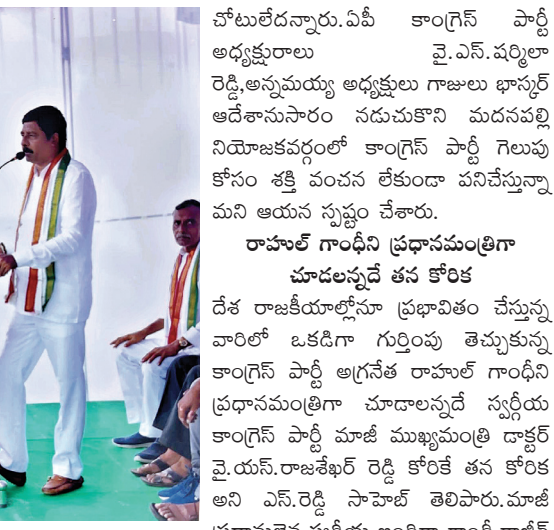 చోటులేదన్నారు.ఏపీ కాంగ్రెస్ పార్టీ
అధ్యక్షురాలు వై.ఎస్.షర్మిలా
రెడ్డి,అన్నమయ్య అధ్యక్షులు గాజులు భాస్కర్
ఆదేశానుసారం నడుచుకొని మదనపల్లి
నియోజకవర్గంలో కాంగ్రెస్ పార్టీ గెలుపు
కోసం శక్తి వంచన లేకుండా పనిచేస్తున్నా
మని ఆయన స్పష్టం చేశారు.
రాహుల్ గాంధీని ప్రధానమంత్రిగా
చూడలన్నదే తన కోరిక
దేశ రాజకీయాల్లోనూ ప్రభావితం చేస్తున్న
వారిలో ఒకడిగా గుర్తింపు తెచ్చుకున్న
కాంగ్రెస్ పార్టీ అగ్రనేత రాహుల్ గాంధీని
ప్రధానమంత్రిగా చూడాలన్నదే స్వర్గీయ
కాంగ్రెస్ పార్టీ మాజీ ముఖ్యమంత్రి డాక్టర్
వై.యస్.రాజశేఖర్ రెడ్డి కోరికే తన కోరిక
అని ఎస్.రెడ్డి సాహెబ్ తెలిపారు.మాజీ